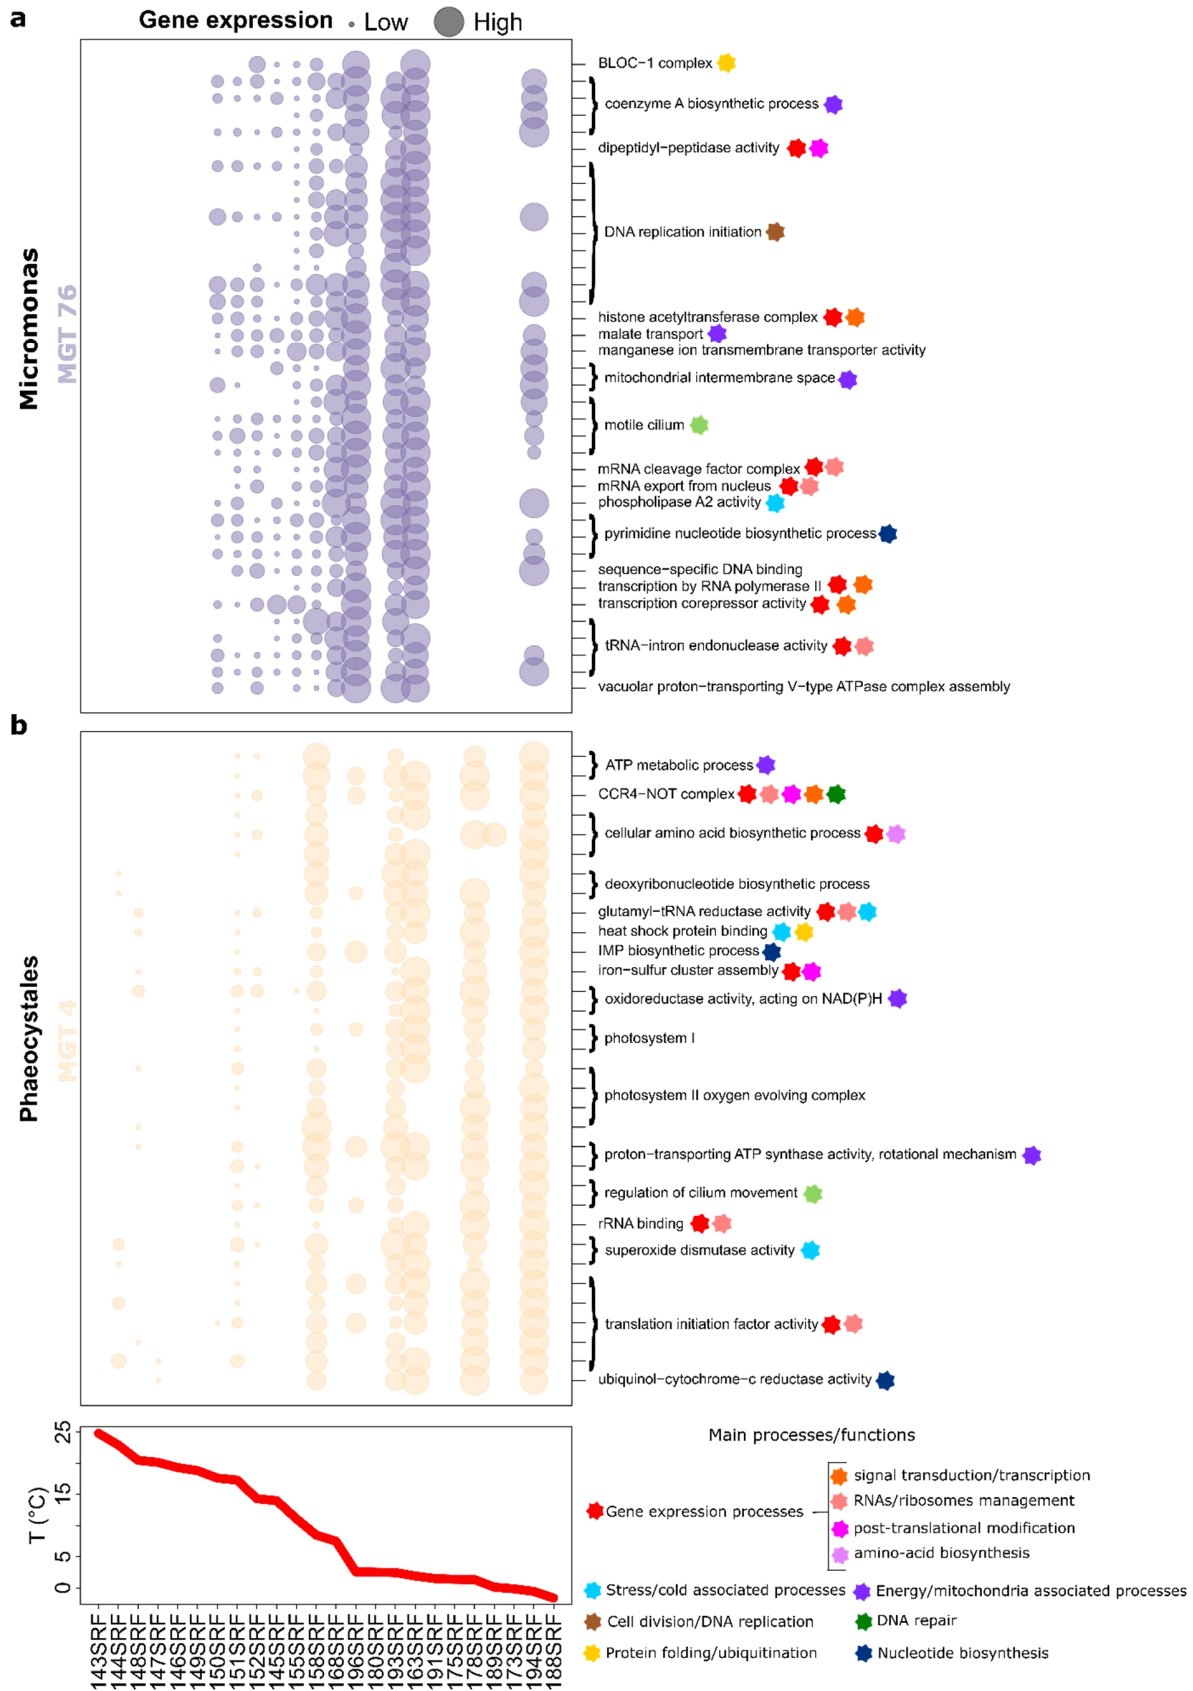 a
Gene expression Low High
Micromonas
MGT 76
BLOC-1 complex
coenzyme A biosynthetic process
dipeptidyl-peptidase activity
DNA replication initiation
histone acetyltransferase complex
malate transport
manganese ion transmembrane transporter activity
mitochondrial intermembrane space
motile cilium
mRNA cleavage factor complex
mRNA export from nucleus
phospholipase A2 activity
pyrimidine nucleotide biosynthetic process
sequence-specific DNA binding
transcription by RNA polymerase II
transcription corepressor activity
tRNA-intron endonuclease activity
vacuolar proton-transporting V-type ATPase complex assembly
b
Phaeocystales
MGT 4
ATP metabolic process
CCR4-NOT complex
cellular amino acid biosynthetic process
deoxyribonucleotide biosynthetic process
glutamyl-tRNA reductase activity
heat shock protein binding
IMP biosynthetic process
iron-sulfur cluster assembly
oxidoreductase activity, acting on NAD(P)H
photosystem I
photosystem II oxygen evolving complex
proton-transporting ATP synthase activity, rotational mechanism
regulation of cilium movement
rRNA binding
superoxide dismutase activity
translation initiation factor activity
ubiquinol-cytochrome-c reductase activity
T (°C)
25
15
5
0
143SRF
144SRF
148SRF
147SRF
146SRF
149SRF
150SRF
151SRF
152SRF
145SRF
155SRF
158SRF
168SRF
196SRF
180SRF
193SRF
163SRF
191SRF
175SRF
178SRF
189SRF
173SRF
194SRF
188SRF
Main processes/functions
Gene expression processes
signal transduction/transcription
RNAs/ribosomes management
post-translational modification
amino-acid biosynthesis
Stress/cold associated processes
Energy/mitochondria associated processes
Cell division/DNA replication
DNA repair
Protein folding/ubiquitination
Nucleotide biosynthesis